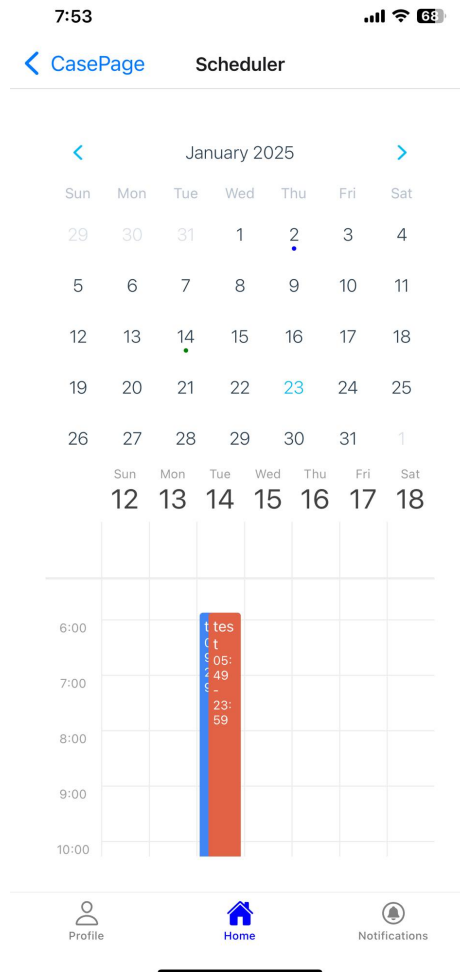 7:53
68
CasePage
Scheduler
January 2025
Sun Mon Tue Wed Thu Fri Sat
29 30 31 1 2 3 4
5 6 7 8 9 10 11
12 13 14 15 16 17 18
19 20 21 22 23 24 25
26 27 28 29 30 31 1
Sun Mon Tue Wed Thu Fri Sat
12 13 14 15 16 17 18
6:00
7:00
8:00
9:00
10:00
tes
t
05:
49
-
23:
59
Profile
Home
Notifications